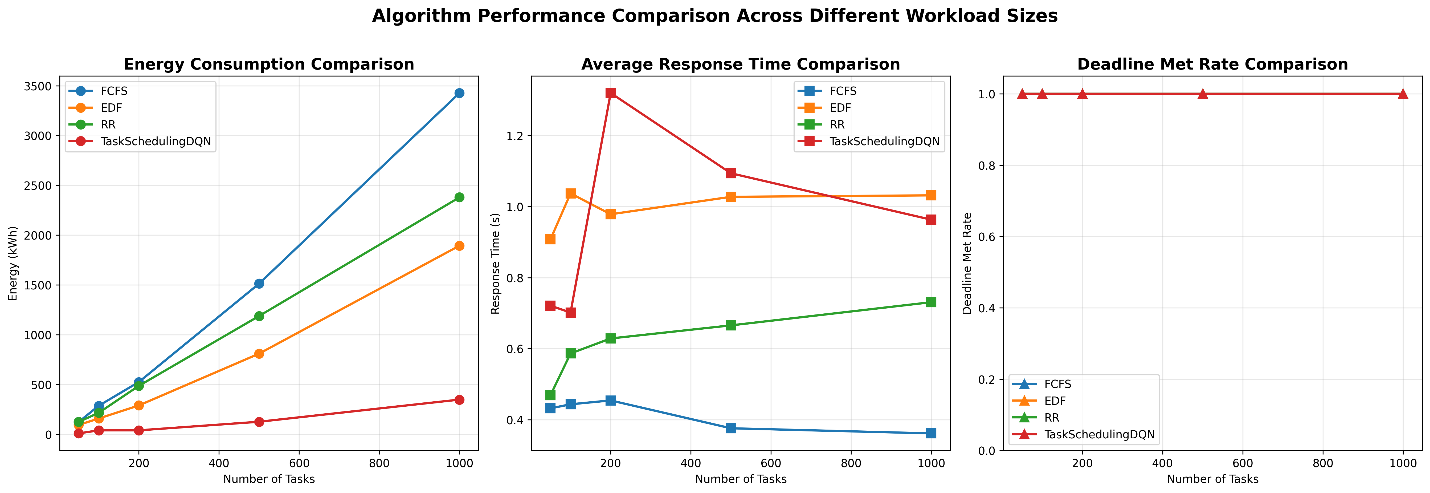 Algorithm Performance Comparison Across Different Workload Sizes
Energy Consumption Comparison
Energy (kWh)
3500
3000
2500
2000
1500
1000
500
0
FCFS
EDF
RR
TaskSchedulingDQN
200
400
600
800
1000
Number of Tasks
Average Response Time Comparison
Response Time (s)
1.2
1.0
0.8
0.6
0.4
FCFS
EDF
RR
TaskSchedulingDQN
200
400
600
800
1000
Number of Tasks
Deadline Met Rate Comparison
Deadline Met Rate
1.0
0.8
0.6
0.4
0.2
0.0
FCFS
EDF
RR
TaskSchedulingDQN
200
400
600
800
1000
Number of Tasks